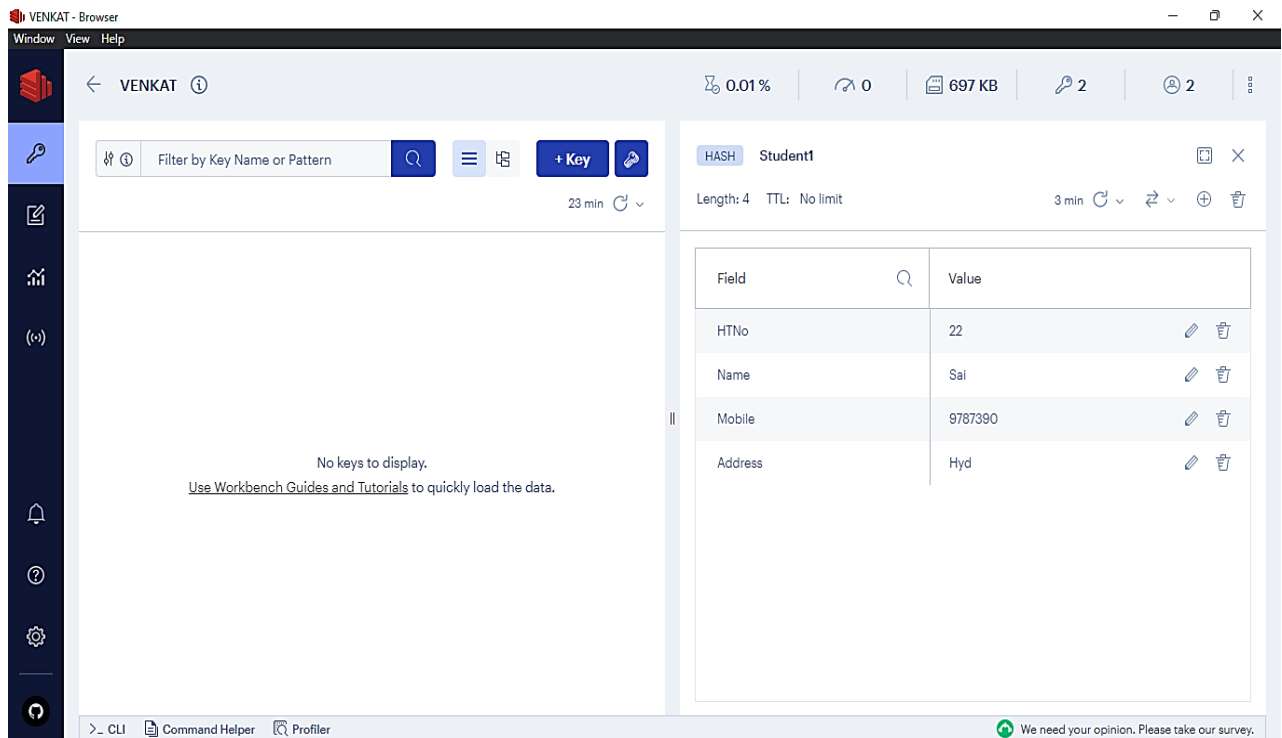 VENKAT - Browser
Window View Help
VENKAT
0.01 %
0
697 KB
2
2
Filter by Key Name or Pattern
+ Key
23 min
No keys to display.
Use Workbench Guides and Tutorials to quickly load the data.
HASH Student1
Length: 4 TTL: No limit
3 min
Field Value
HTNo 22
Name Sai
Mobile 9787390
Address Hyd
>_ CLI Command Helper Profiler
We need your opinion. Please take our survey.